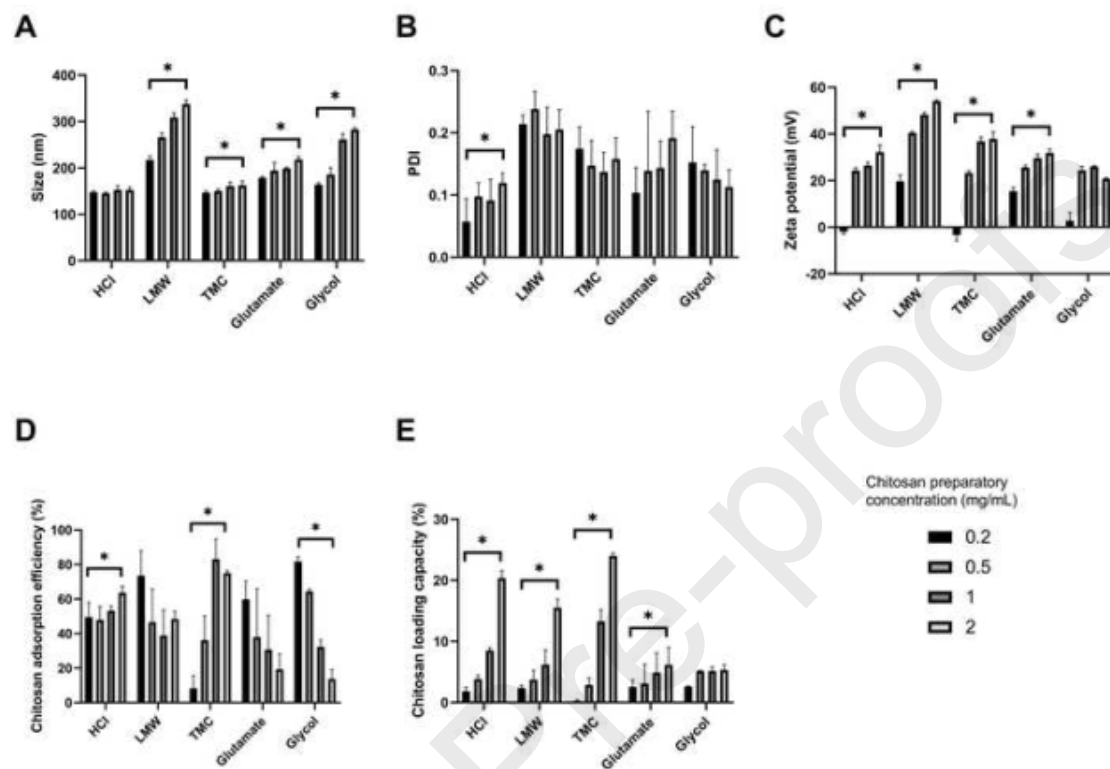 A
Size (nm)
400
300
200
100
0
*
*
*
*
HCl
LMW
TMC
Glutamate
Glycol
B
PDI
0.3
0.2
0.1
0.0
*
HCl
LMW
TMC
Glutamate
Glycol
C
Zeta potential (mV)
60
40
20
0
-20
*
*
*
*
HCl
LMW
TMC
Glutamate
Glycol
D
Chitosan adsorption efficiency (%)
100
80
60
40
20
0
*
*
*
HCl
LMW
TMC
Glutamate
Glycol
E
Chitosan loading capacity (%)
30
20
10
0
*
*
*
*
HCl
LMW
TMC
Glutamate
Glycol
Chitosan preparatory
concentration (mg/mL)
0.2
0.5
1
2
Pre-proofs